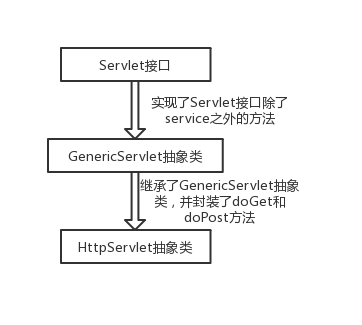 Servlet接口
实现了Servlet接口除了
service之外的方法
GenericServlet抽象类
继承了GenericServlet抽象
类，并封装了doGet和
doPost方法
HttpServlet抽象类